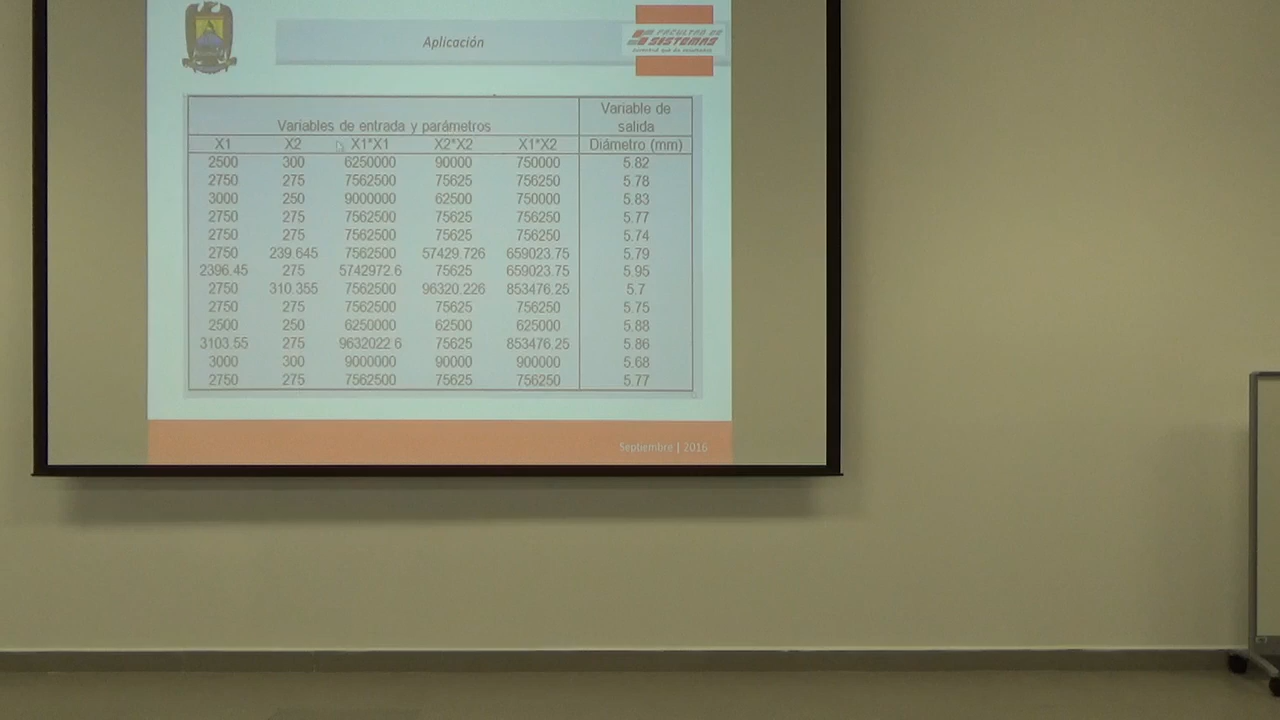 Aplicación
FACULTAD DE
SISTEMAS
Variables de entrada y parámetros
Variable de
salida
X1 X2 X1*X1 X2*X2 X1*X2 Diámetro (mm)
2500 300 6250000 90000 750000 5.82
2750 275 7562500 75625 756250 5.78
3000 250 9000000 62500 750000 5.83
2750 275 7562500 75625 756250 5.77
2750 275 7562500 75625 756250 5.74
2750 239.645 7562500 57429.726 659023.75 5.79
2396.45 275 5742972.6 75625 659023.75 5.95
2750 310.355 7562500 96320.226 853476.25 5.7
2750 275 7562500 75625 756250 5.75
2500 250 6250000 62500 625000 5.88
3103.55 275 9632022.6 75625 853476.25 5.86
3000 300 9000000 90000 900000 5.68
2750 275 7562500 75625 756250 5.77
Septiembre | 2016